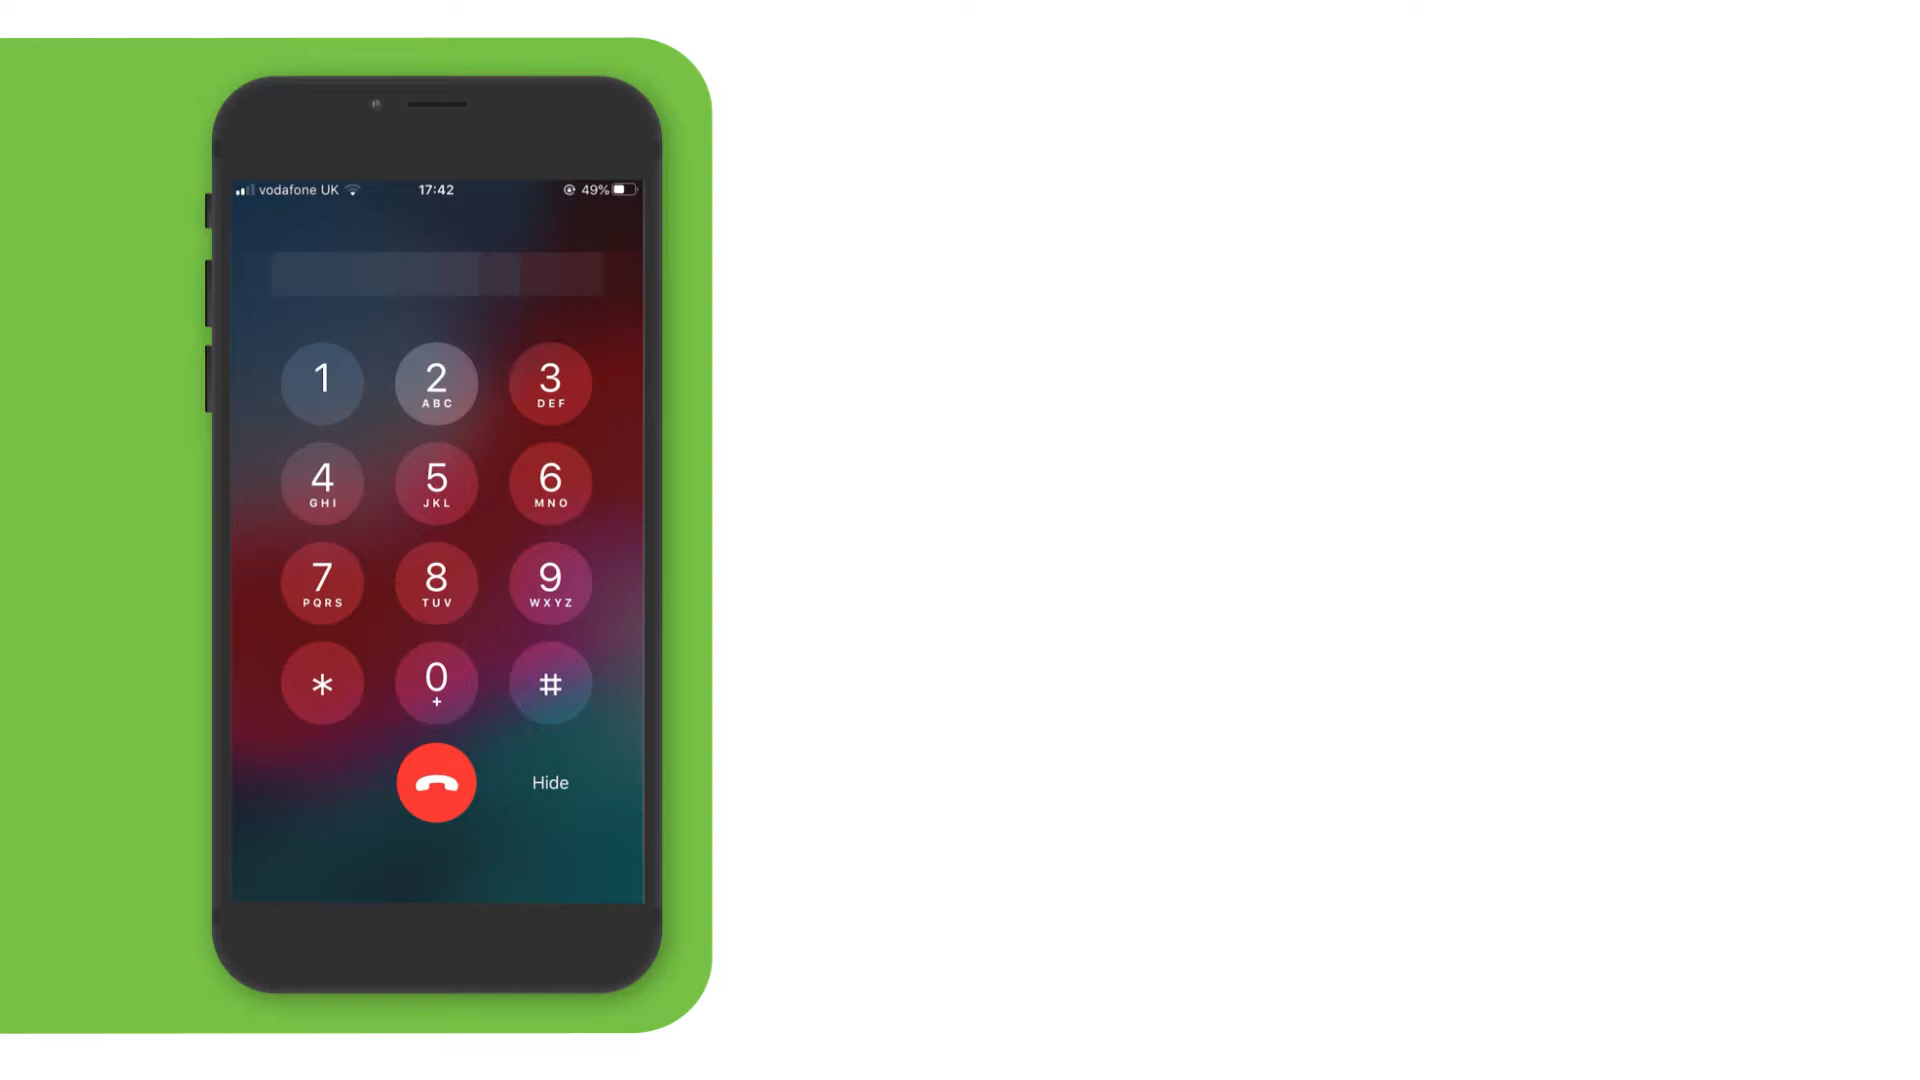 vodafone UK 17:42 49%
1 2 3
ABC DEF
4 5 6
GHI JKL MNO
7 8 9
PQRS TUV WXYZ
* 0 #
+
Hide